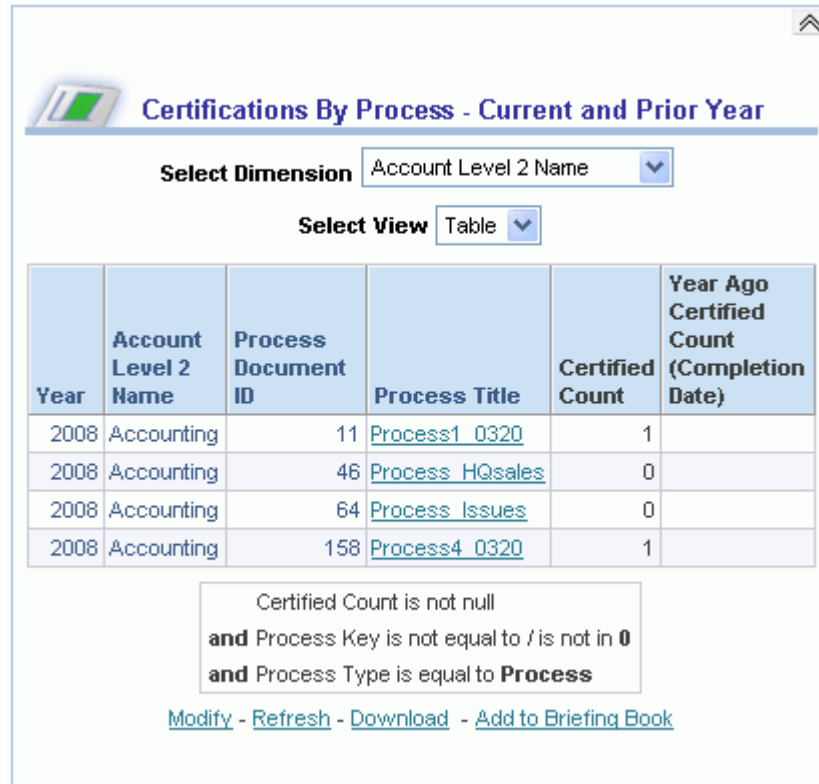 Certifications By Process - Current and Prior Year
Select Dimension Account Level 2 Name
Select View Table
Year Account Level 2 Name Process Document ID Process Title Certified Count Year Ago Certified Count (Completion Date)
2008 Accounting 11 Process1_0320 1
2008 Accounting 46 Process_HQsales 0
2008 Accounting 64 Process_Issues 0
2008 Accounting 158 Process4_0320 1
Certified Count is not null
and Process Key is not equal to / is not in 0
and Process Type is equal to Process
Modify - Refresh - Download - Add to Briefing Book